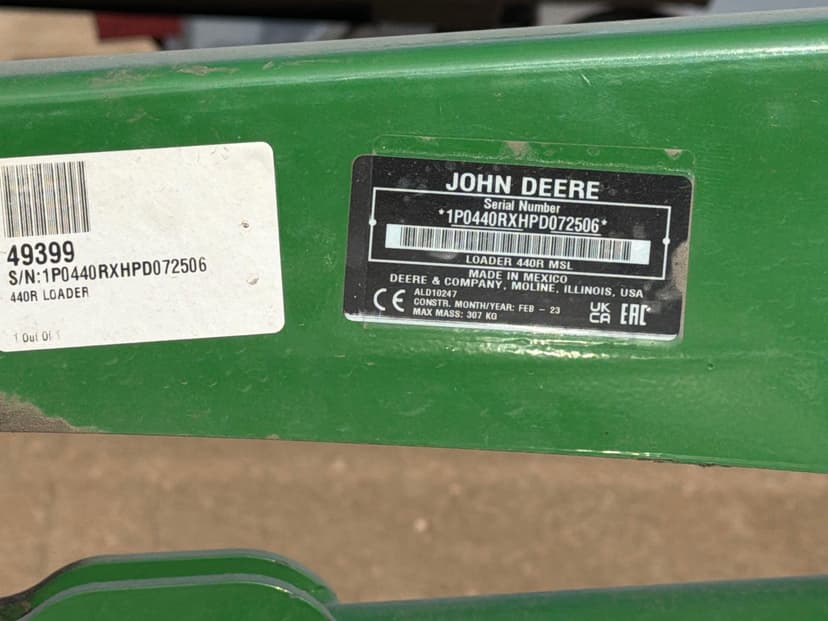 49399
S/N:1P0440RXHPD072506
440R LOADER
1 Out Of 1
JOHN DEERE
Serial Number
*1P0440RXHPD072506*
LOADER 440R MSL
MADE IN MEXICO
DEERE & COMPANY, MOLINE, ILLINOIS, USA
ALD10247
CONSTR. MONTH/YEAR: FEB - 23
MAX MASS: 307 KG
CE
UK
CA
EAC